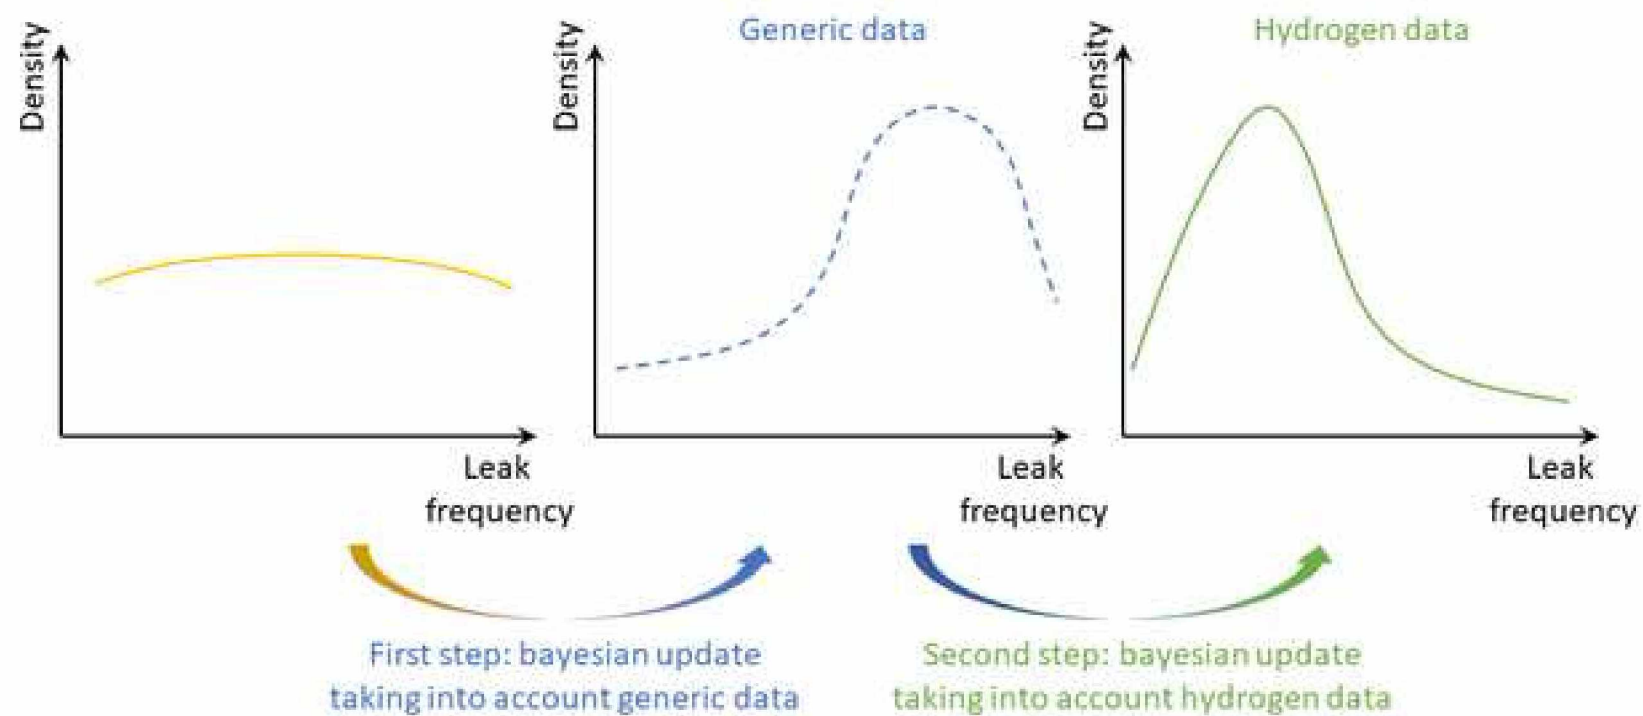 Generic data
Hydrogen data
Density
Density
Density
Leak
frequency
Leak
frequency
Leak
frequency
First step: bayesian update
taking into account generic data
Second step: bayesian update
taking into account hydrogen data